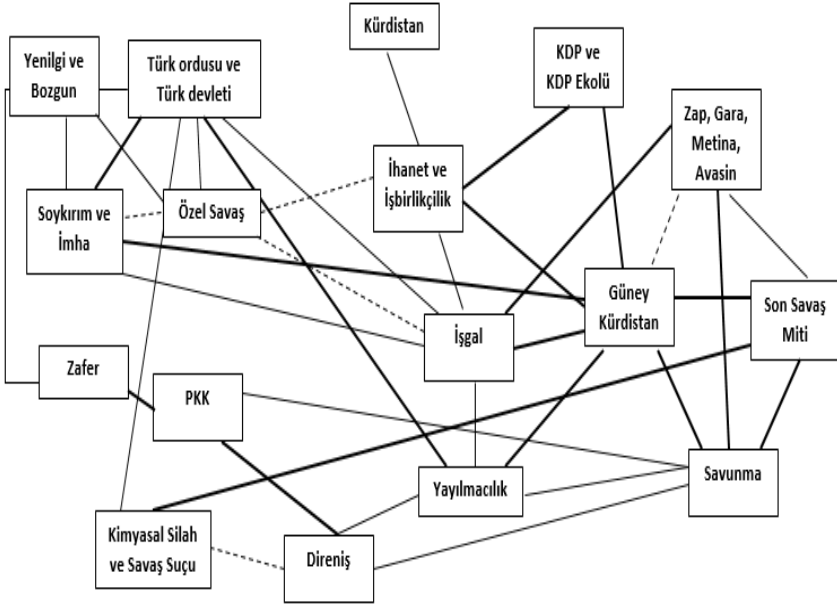 Kürdistan
KDP ve
KDP Ekolü
Yenilgi ve
Bozgun
Türk ordusu ve
Türk devleti
Zap, Gara,
Metina,
Avasin
İhanet ve
İşbirlikçilik
Soykırım ve
İmha
Özel Savaş
Güney
Kürdistan
Son Savaş
Miti
İşgal
Zafer
PKK
Yayılmacılık
Savunma
Kimyasal Silah
ve Savaş Suçu
Direniş